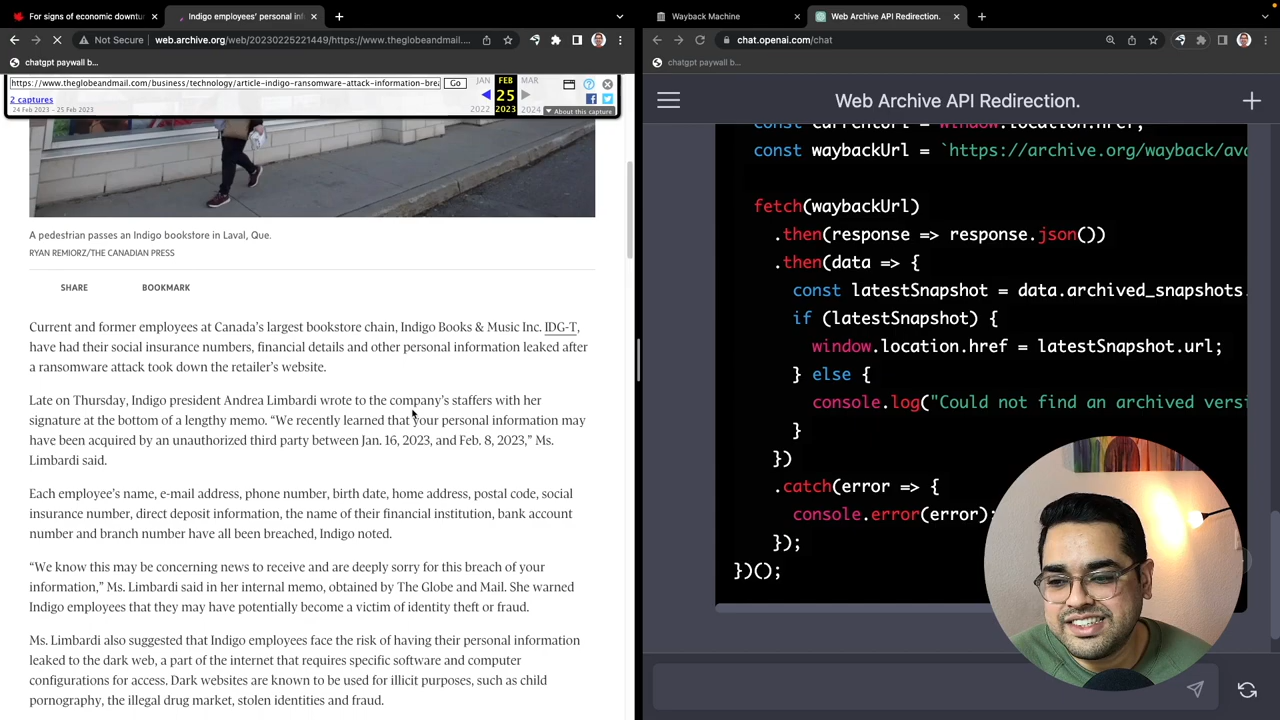 For signs of economic downtu
Indigo employees' personal inf
Not Secure
web.archive.org/web/20230225221449/https://www.theglobeandmail....
chatgpt paywall b...
https://www.theglobeandmail.com/business/technology/article-indigo-ransomware-attack-information-brea
Go
JAN
FEB
MAR
2 captures
25
24 Feb 2023 – 25 Feb 2023
2022
2023
2024
About this capture
A pedestrian passes an Indigo bookstore in Laval, Que.
RYAN REMIORZ/THE CANADIAN PRESS
SHARE
BOOKMARK
Current and former employees at Canada's largest bookstore chain, Indigo Books & Music Inc. IDG-T,
have had their social insurance numbers, financial details and other personal information leaked after
a ransomware attack took down the retailer's website.
Late on Thursday, Indigo president Andrea Limbardi wrote to the company's staffers with her
signature at the bottom of a lengthy memo. “We recently learned that your personal information may
have been acquired by an unauthorized third party between Jan. 16, 2023, and Feb. 8, 2023,” Ms.
Limbardi said.
Each employee's name, e-mail address, phone number, birth date, home address, postal code, social
insurance number, direct deposit information, the name of their financial institution, bank account
number and branch number have all been breached, Indigo noted.
“We know this may be concerning news to receive and are deeply sorry for this breach of your
information,” Ms. Limbardi said in her internal memo, obtained by The Globe and Mail. She warned
Indigo employees that they may have potentially become a victim of identity theft or fraud.
Ms. Limbardi also suggested that Indigo employees face the risk of having their personal information
leaked to the dark web, a part of the internet that requires specific software and computer
configurations for access. Dark websites are known to be used for illicit purposes, such as child
pornography, the illegal drug market, stolen identities and fraud.
Wayback Machine
Web Archive API Redirection.
chat.openai.com/chat
chatgpt paywall b...
Web Archive API Redirection.
const currentUrl = window.location.href;
const waybackUrl = `https://archive.org/wayback/ava
fetch(waybackUrl)
.then(response => response.json())
.then(data => {
const latestSnapshot = data.archived_snapshots.
if (latestSnapshot) {
window.location.href = latestSnapshot.url;
} else {
console.log("Could not find an archived versi
}
})
.catch(error => {
console.error(error);
});
})();